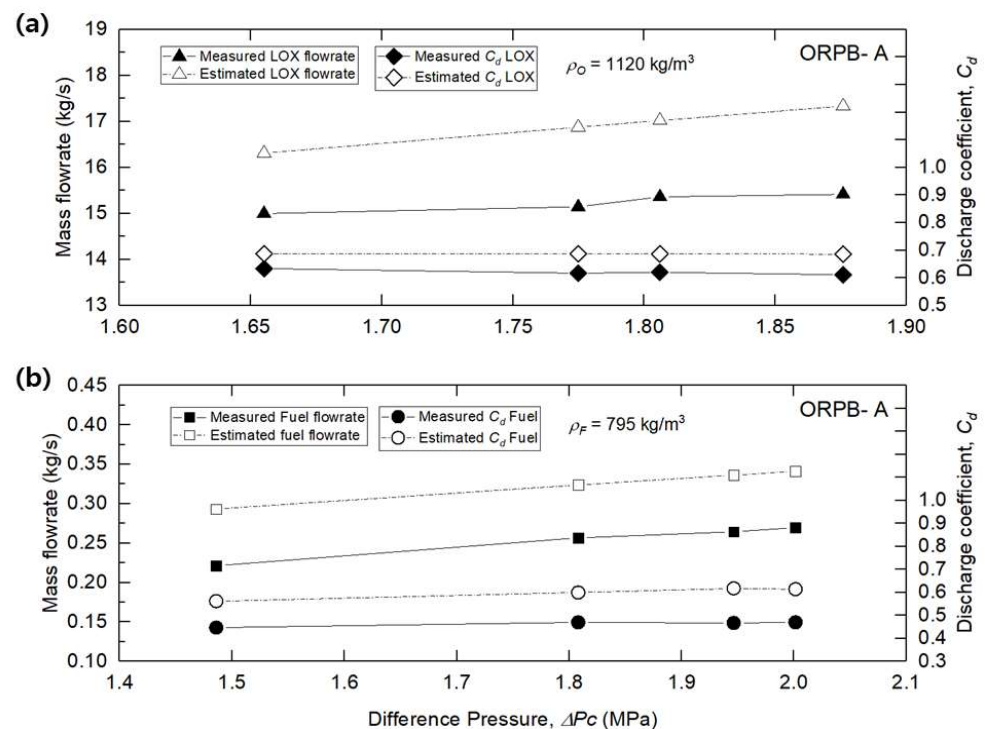 (a)
19
18
17
16
15
14
13
Mass flowrate (kg/s)
Measured LOX flowrate
Estimated LOX flowrate
Measured Cd LOX
Estimated Cd LOX
ρO = 1120 kg/m³
ORPB- A
1.0
0.9
0.8
0.7
0.6
0.5
Discharge coefficient, Cd
1.60 1.65 1.70 1.75 1.80 1.85 1.90
(b)
0.45
0.40
0.35
0.30
0.25
0.20
0.15
0.10
Mass flowrate (kg/s)
Measured Fuel flowrate
Estimated fuel flowrate
Measured Cd Fuel
Estimated Cd Fuel
ρF = 795 kg/m³
ORPB- A
1.0
0.9
0.8
0.7
0.6
0.5
0.4
0.3
Discharge coefficient, Cd
1.4 1.5 1.6 1.7 1.8 1.9 2.0 2.1
Difference Pressure, ΔPc (MPa)